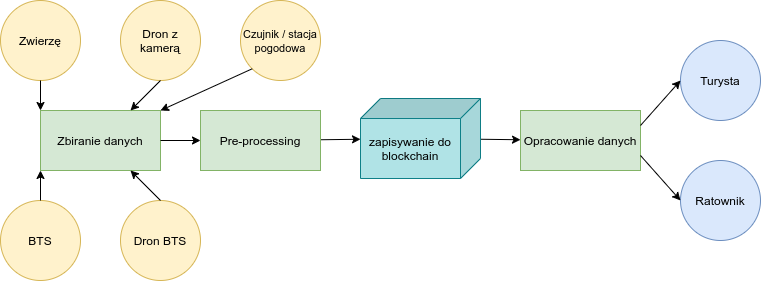 Zwierzę
Dron z
kamerą
Czujnik / stacja
pogodowa
Turysta
Zbiranie danych
Pre-processing
zapisywanie do
blockchain
Opracowanie danych
Ratownik
BTS
Dron BTS